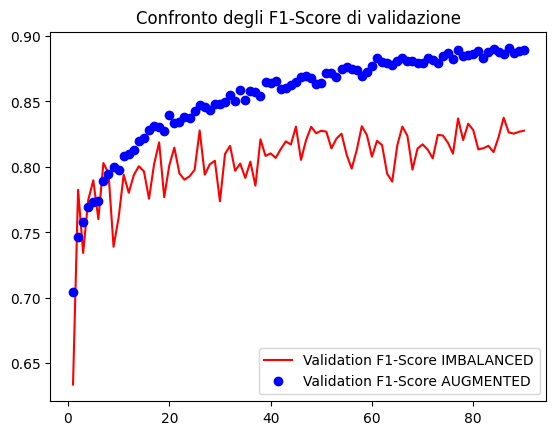 Confronto degli F1-Score di validazione
0.90
0.85
0.80
0.75
0.70
0.65
0 20 40 60 80
Validation F1-Score IMBALANCED
Validation F1-Score AUGMENTED